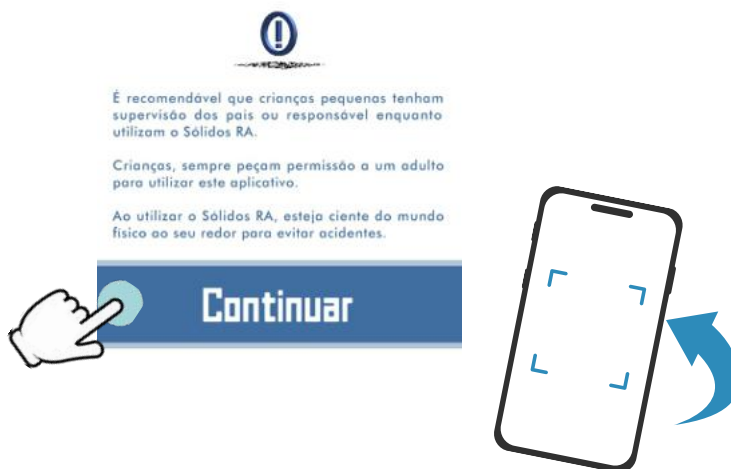 É recomendável que crianças pequenas tenham
supervisão dos pais ou responsável enquanto
utilizam o Sólidos RA.
Crianças, sempre peçam permissão a um adulto
para utilizar este aplicativo.
Ao utilizar o Sólidos RA, esteja ciente do mundo
físico ao seu redor para evitar acidentes.
Continuar